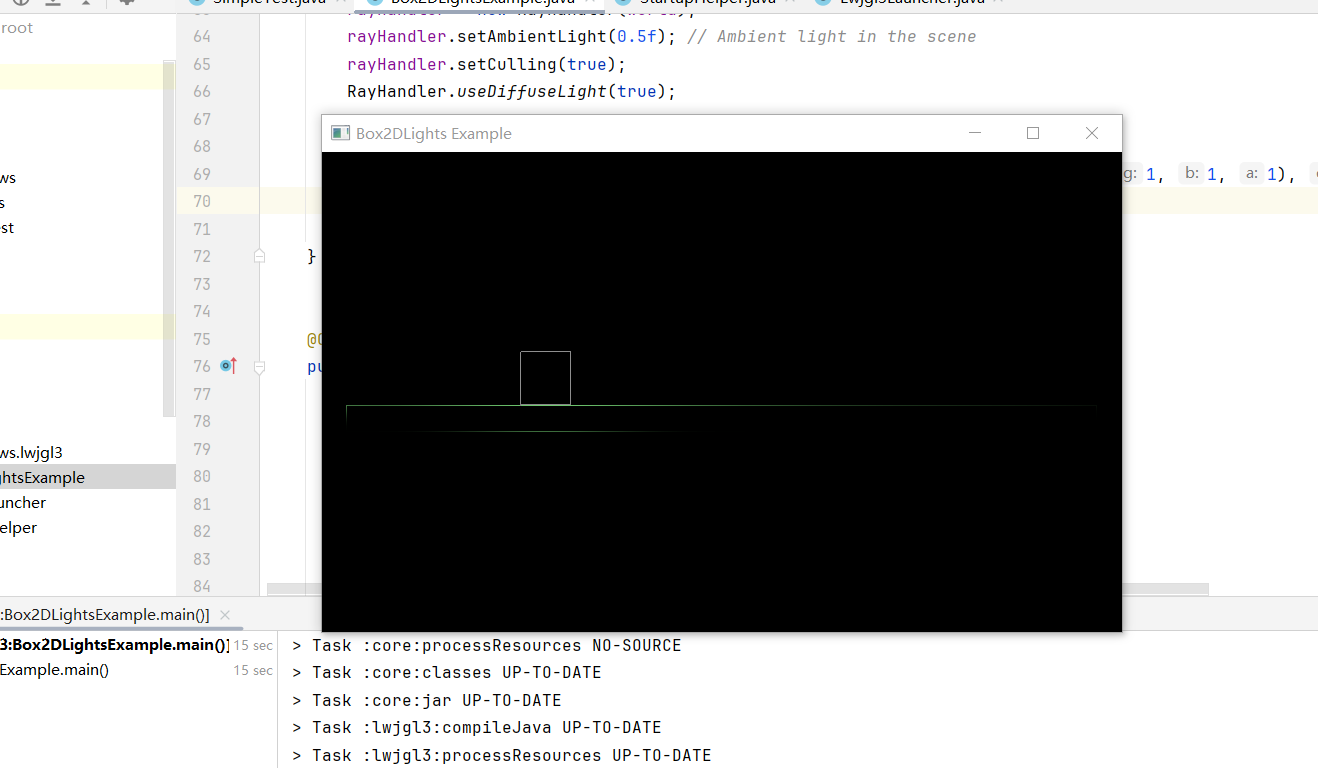 SimpleTest.java
Box2DLightsExample.java
StartupHelper.java
Lwjgl3Launcher.java
root
64 rayHandler.setAmbientLight(0.5f); // Ambient light in the scene
65 rayHandler.setCulling(true);
66 RayHandler.useDiffuseLight(true);
67
Box2DLights Example
68
69 g: 1, b: 1, a: 1),
70
71
72 }
73
74
75
76
77
78
79
80
81
82
83
84
ws
s
st
ws.lwjgl3
ghtsExample
uncher
elper
:Box2DLightsExample.main()]
3:Box2DLightsExample.main()] 15 sec
Example.main() 15 sec
> Task :core:processResources NO-SOURCE
> Task :core:classes UP-TO-DATE
> Task :core:jar UP-TO-DATE
> Task :lwjgl3:compileJava UP-TO-DATE
> Task :lwjgl3:processResources UP-TO-DATE